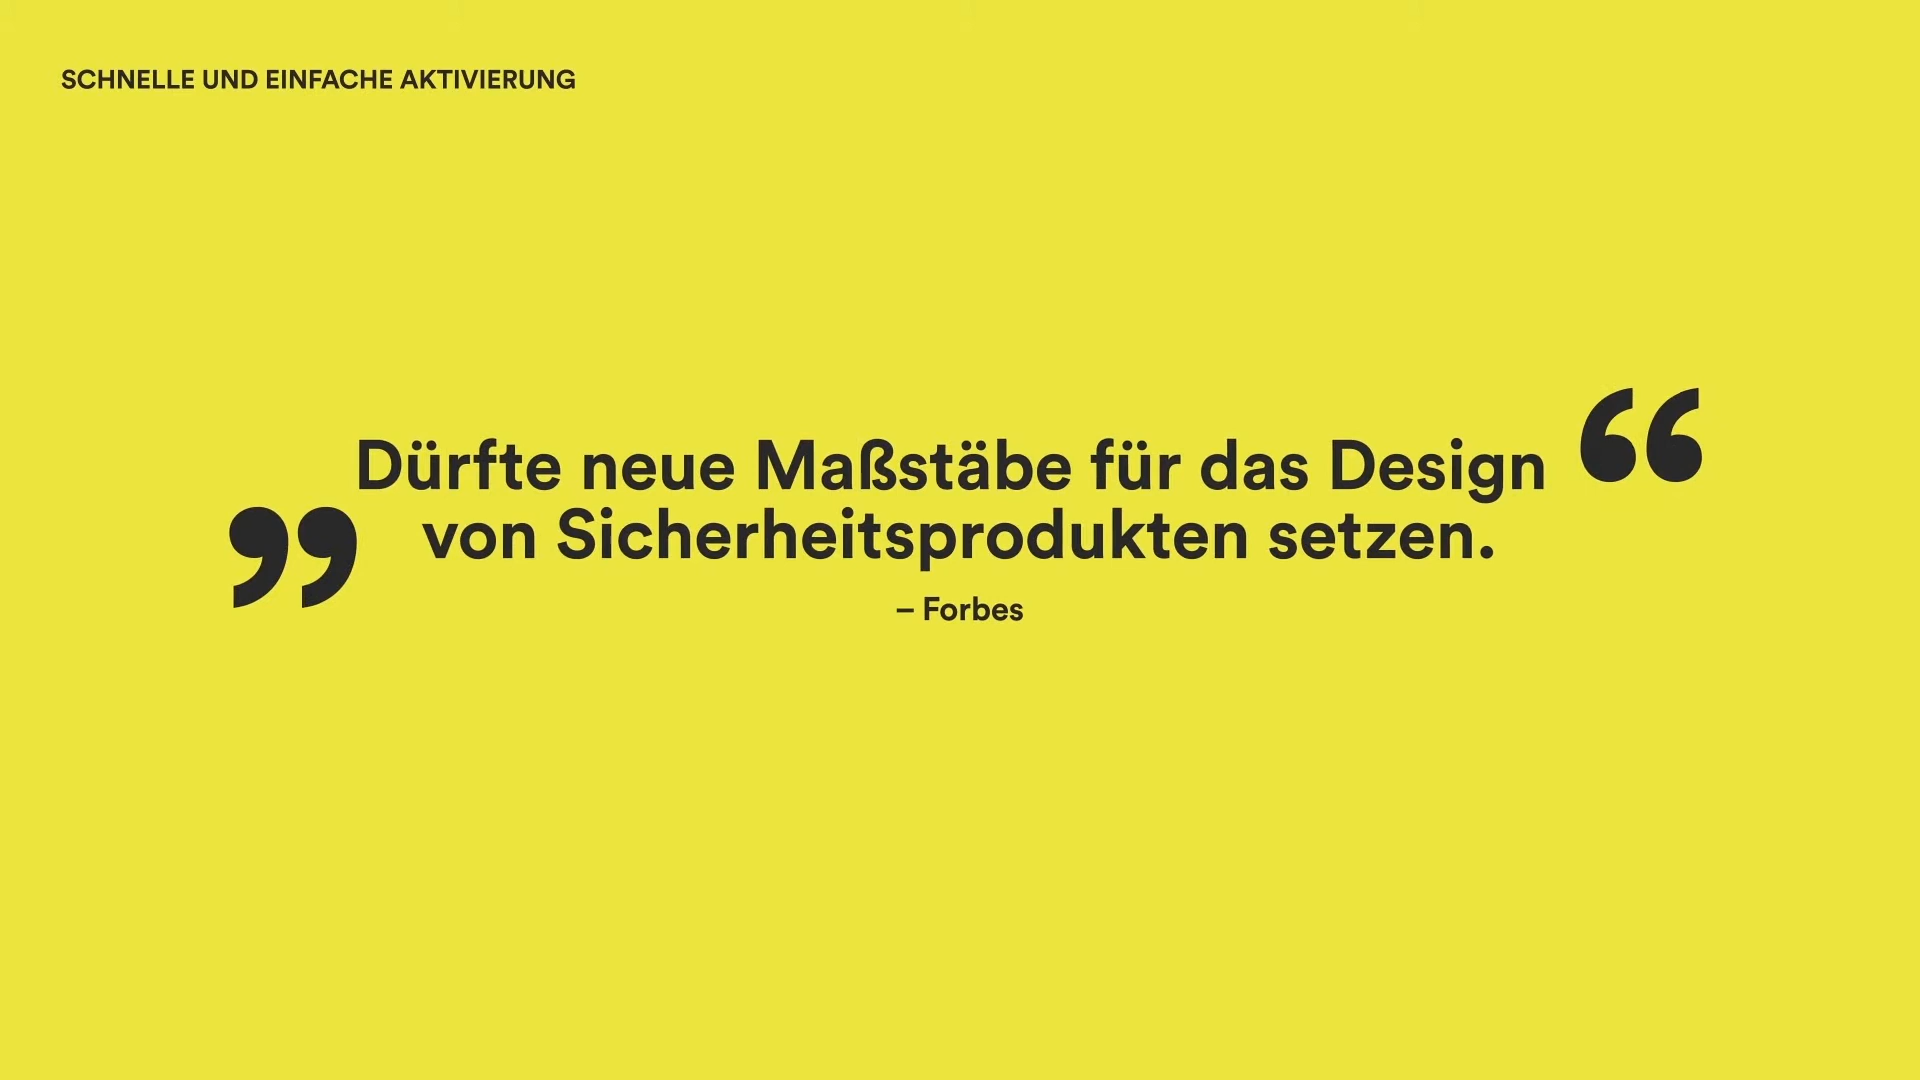 SCHNELLE UND EINFACHE AKTIVIERUNG
„Dürfte neue Maßstäbe für das Design
von Sicherheitsprodukten setzen.“
– Forbes